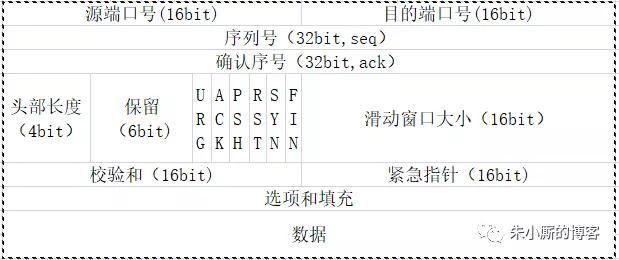 源端口号(16bit) 目的端口号(16bit)
序列号（32bit,seq）
确认序号（32bit,ack）
头部长度（4bit） 保留（6bit） URG ACK PSH RST SYN FIN 滑动窗口大小（16bit）
校验和（16bit) 紧急指针（16bit）
选项和填充
数据
朱小厮的博客